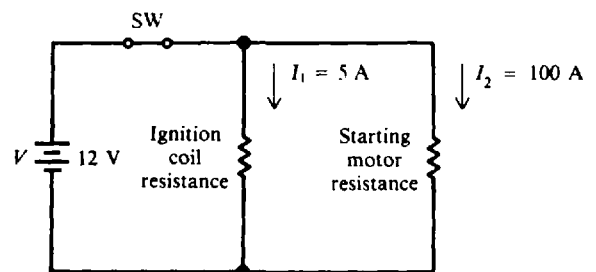 SW
I₁ = 5 A
I₂ = 100 A
V 12 V
Ignition
coil
resistance
Starting
motor
resistance